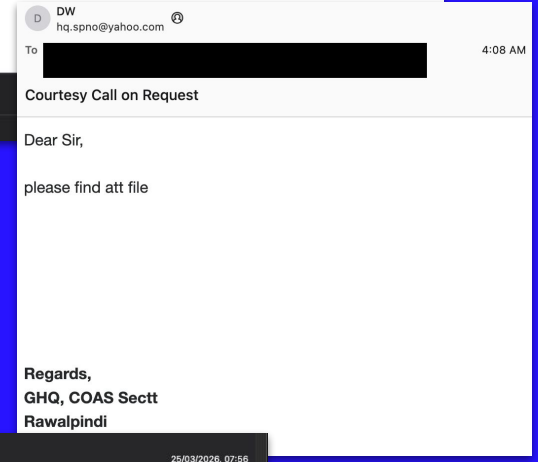 D
DW
hq.spno@yahoo.com
To
4:08 AM
Courtesy Call on Request
Dear Sir,
please find att file
Regards,
GHQ, COAS Sectt
Rawalpindi
25/03/2026, 07:56